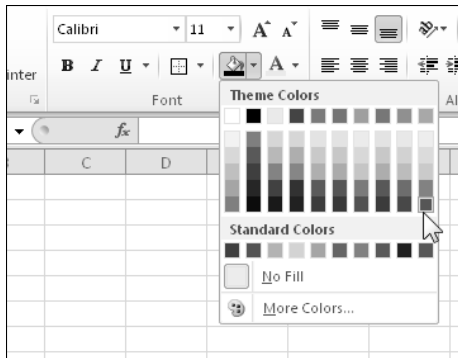 Calibri 11 A A
B I U A
inter
Font Al
fx
C D
Theme Colors
Standard Colors
No Fill
More Colors...